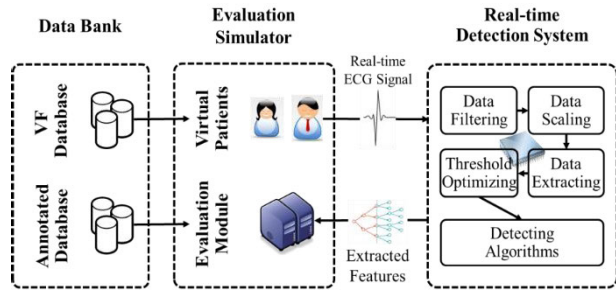 Data Bank
Evaluation
Simulator
Real-time
Detection System
VF
Database
Annotated
Database
Virtual
Patients
Evaluation
Module
Real-time
ECG Signal
Extracted
Features
Data
Filtering
Data
Scaling
Threshold
Optimizing
Data
Extracting
Detecting
Algorithms